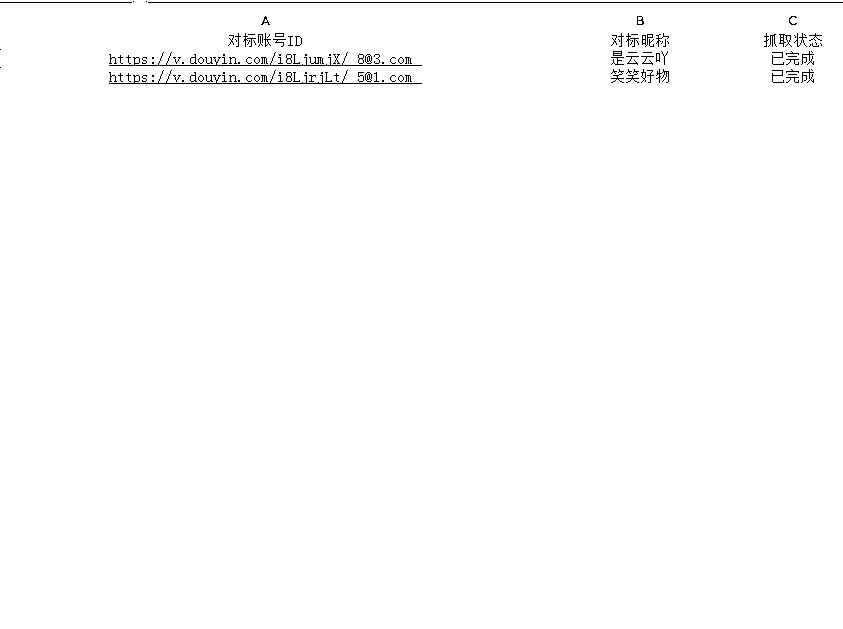 A B C
对标账号ID 对标昵称 抓取状态
https://v.douyin.com/i8LjumjX/ 8@3.com 是云云吖 已完成
https://v.douyin.com/i8LjrjLt/ 5@1.com 笑笑好物 已完成